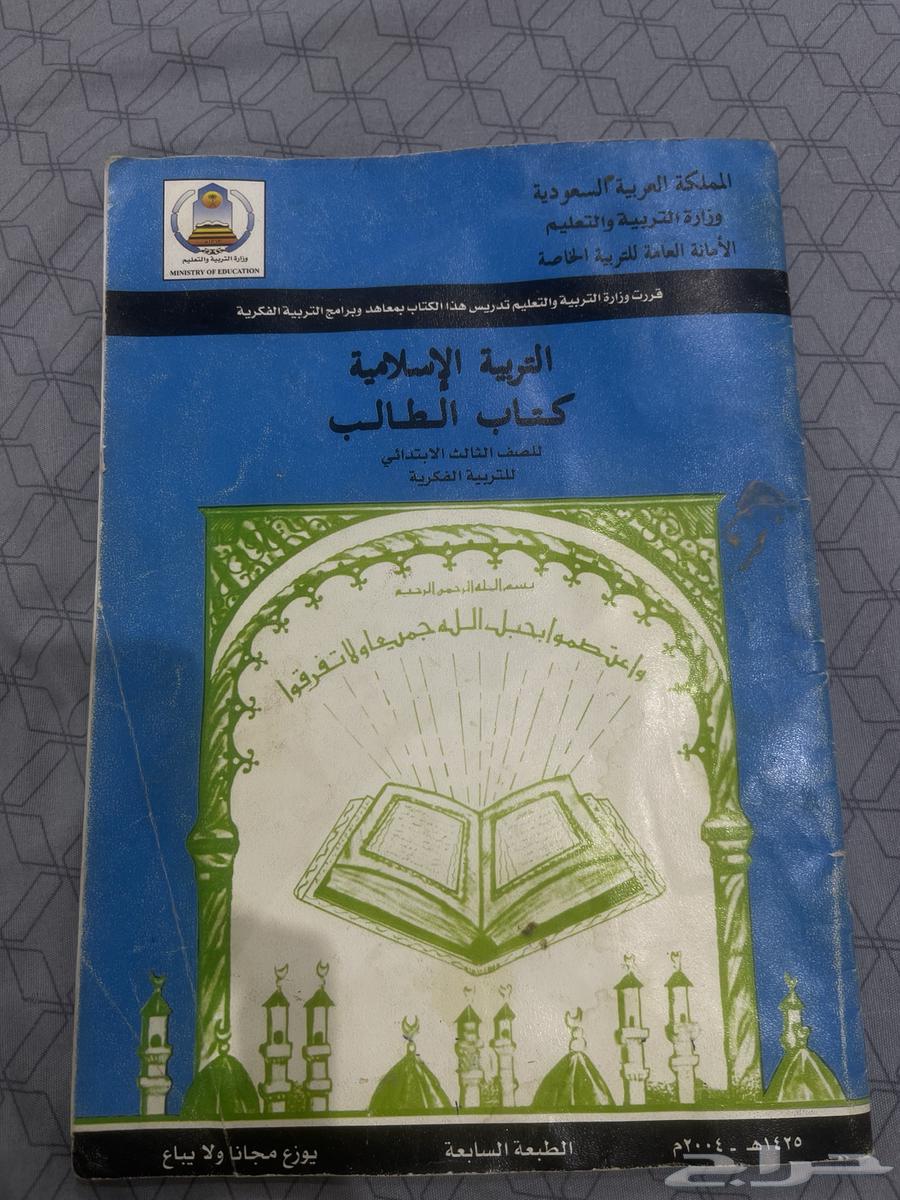 المملكة العربية السعودية
وزارة التربية والتعليم
الأمانة العامة للتربية الخاصة
وزارة التربية والتعليم
MINISTRY OF EDUCATION
قررت وزارة التربية والتعليم تدريس هذا الكتاب بمعاهد وبرامج التربية الفكرية
التربية الإسلامية
كتاب الطالب
للصف الثالث الابتدائي
للتربية الفكرية
بسم الله الرحمن الرحيم
واعتصموا بحبل الله جميعا ولا تفرقوا
١٤٢٥هـ - ٢٠٠٤م
الطبعة السابعة
يوزع مجانا ولا يباع
حراج